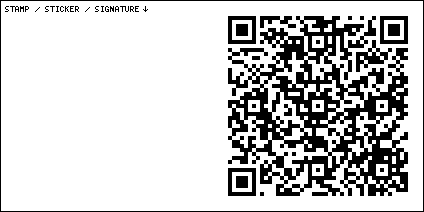 STAMP / STICKER / SIGNATURE ↓